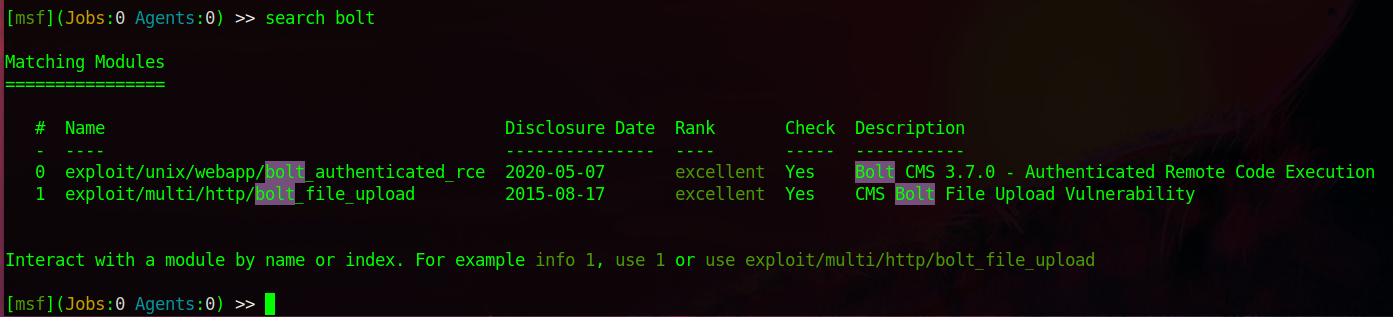 [msf](Jobs:0 Agents:0) >> search bolt
Matching Modules
================
#  Name                                     Disclosure Date  Rank       Check  Description
-  ----                                     ---------------  ----       -----  -----------
0  exploit/unix/webapp/bolt_authenticated_rce  2020-05-07       excellent  Yes    Bolt CMS 3.7.0 - Authenticated Remote Code Execution
1  exploit/multi/http/bolt_file_upload         2015-08-17       excellent  Yes    CMS Bolt File Upload Vulnerability
Interact with a module by name or index. For example info 1, use 1 or use exploit/multi/http/bolt_file_upload
[msf](Jobs:0 Agents:0) >>